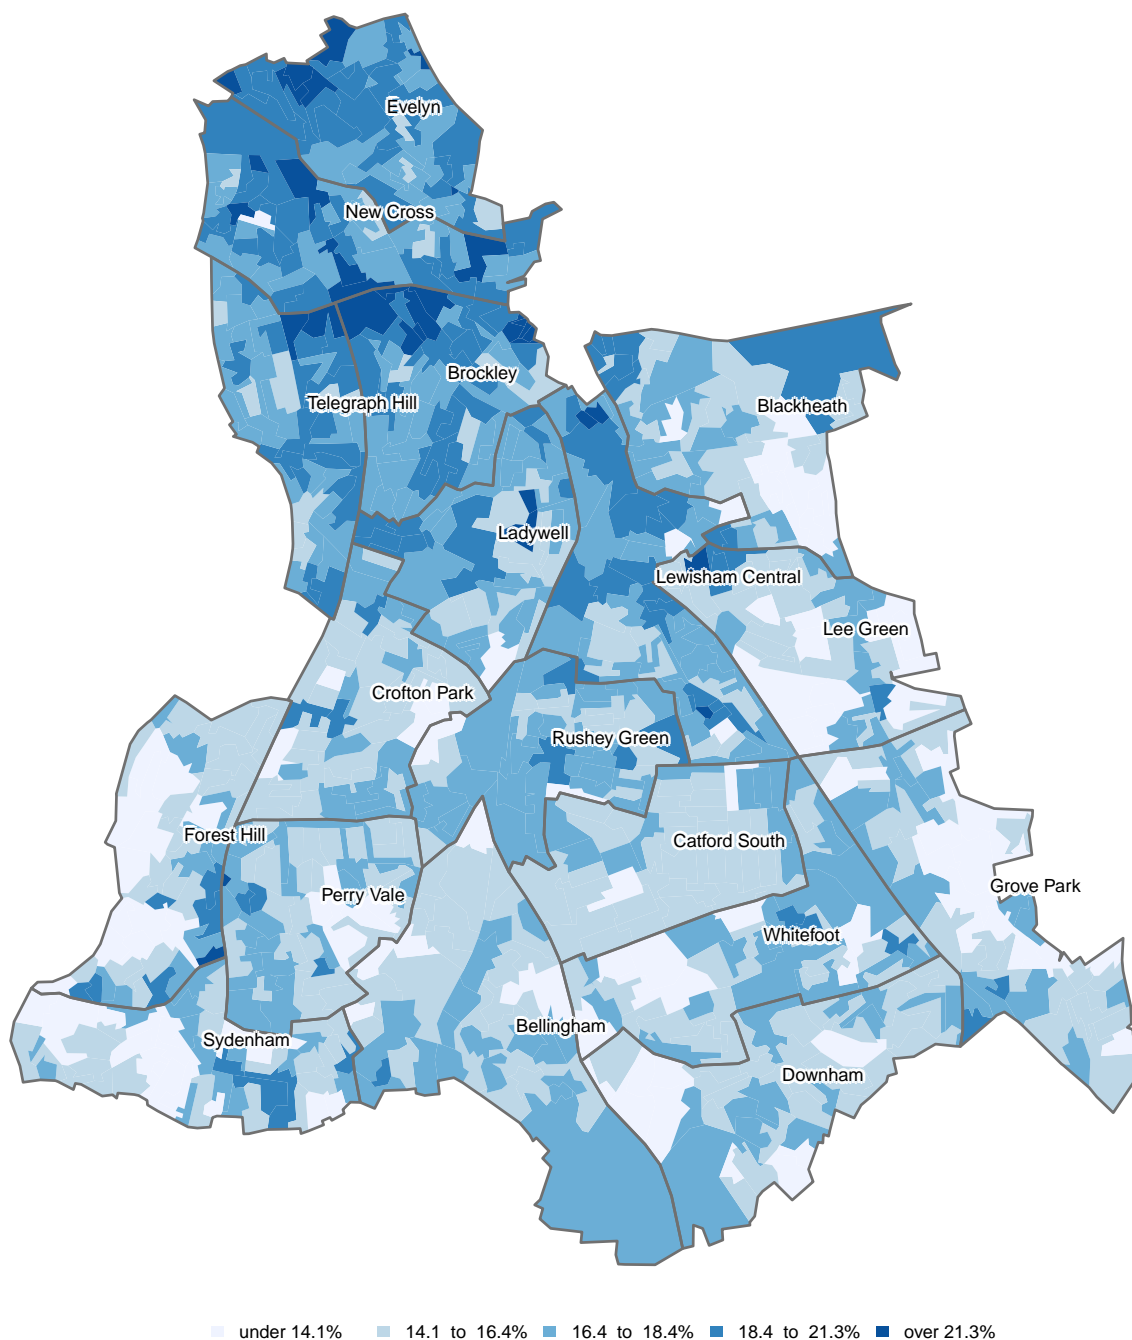 Evelyn
New Cross
Brockley
Telegraph Hill
Blackheath
Ladywell
Lewisham Central
Lee Green
Crofton Park
Rushey Green
Forest Hill
Catford South
Perry Vale
Grove Park
Whitefoot
Bellingham
Sydenham
Downham
under 14.1% 14.1 to 16.4% 16.4 to 18.4% 18.4 to 21.3% over 21.3%